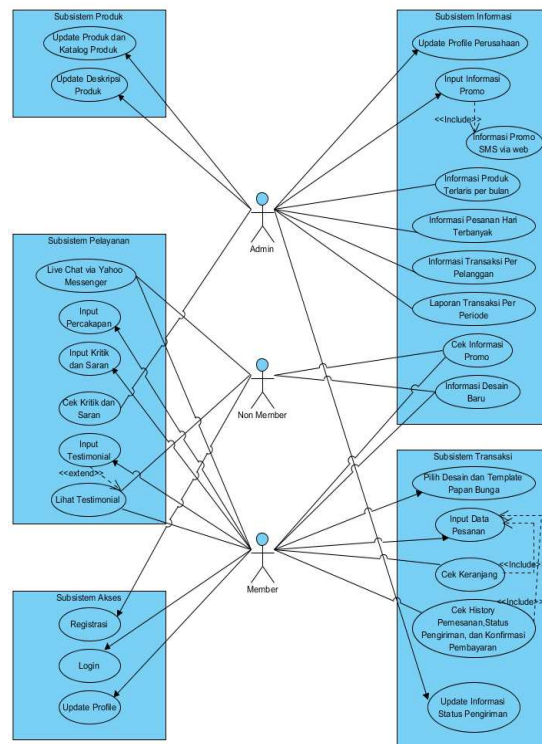 Subsistem Produk
Update Produk dan
Katalog Produk
Update Deskripsi
Produk
Subsistem Informasi
Update Profile Perusahaan
Input Informasi
Promo
<<Include>>
Informasi Promo
SMS via web
Informasi Produk
Terlaris per bulan
Informasi Pesanan Hari
Terbanyak
Informasi Transaksi Per
Pelanggan
Laporan Transaksi Per
Periode
Cek Informasi
Promo
Informasi Desain
Baru
Admin
Non Member
Member
Subsistem Pelayanan
Live Chat via Yahoo
Messenger
Input
Percakapan
Input Kritik
dan Saran
Cek Kritik dan
Saran
Input
Testimonial
<<extend>>
Lihat Testimonial
Subsistem Akses
Registrasi
Login
Update Profile
Subsistem Transaksi
Pilih Desain dan Template
Papan Bunga
Input Data
Pesanan
<<Include>>
Cek Keranjang
<<Include>>
Cek History
Pemesanan,Status
Pengiriman, dan Konfirmasi
Pembayaran
Update Informasi
Status Pengiriman